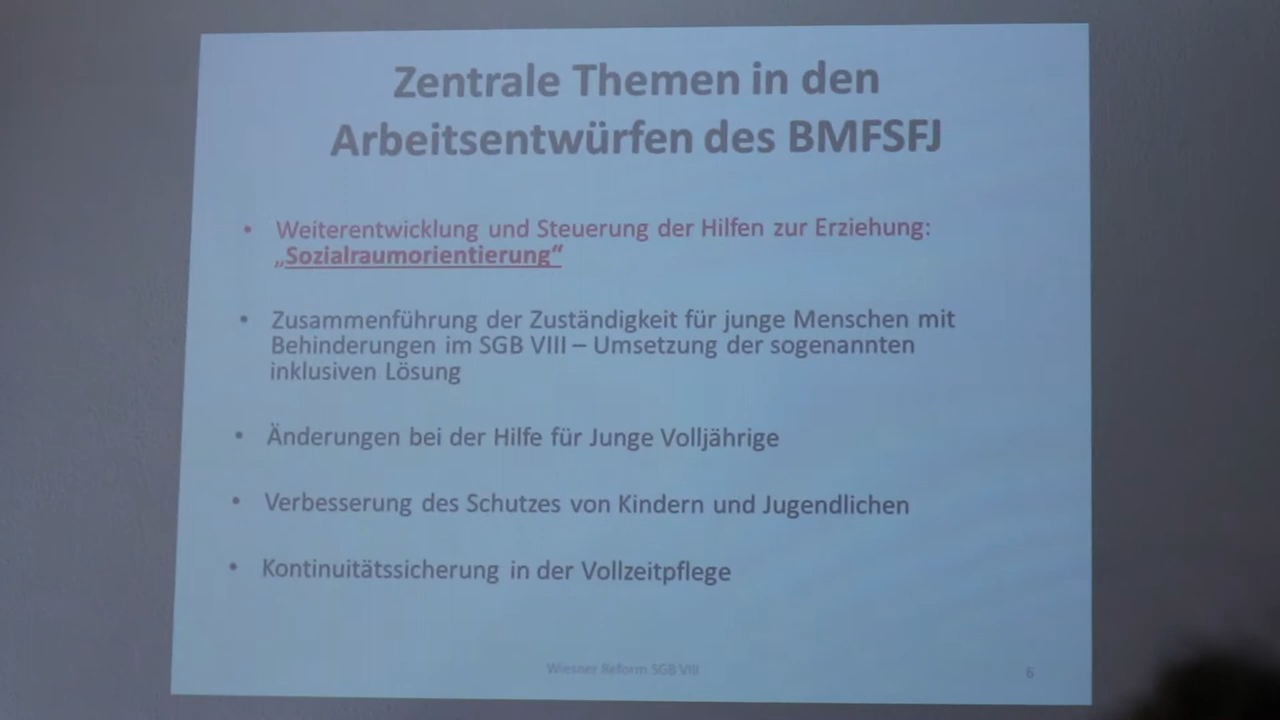 Zentrale Themen in den
Arbeitsentwürfen des BMFSFJ
• Weiterentwicklung und Steuerung der Hilfen zur Erziehung:
„Sozialraumorientierung“
• Zusammenführung der Zuständigkeit für junge Menschen mit
Behinderungen im SGB VIII – Umsetzung der sogenannten
inklusiven Lösung
• Änderungen bei der Hilfe für Junge Volljährige
• Verbesserung des Schutzes von Kindern und Jugendlichen
• Kontinuitätssicherung in der Vollzeitpflege
Wiesner Reform SGB VIII
6